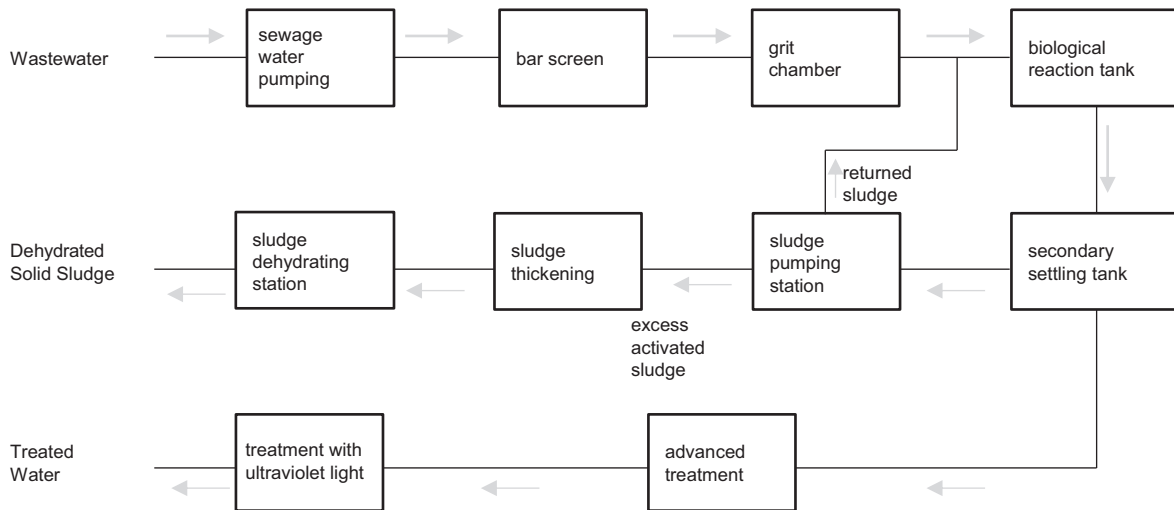 Wastewater
sewage
water
pumping
bar screen
grit
chamber
biological
reaction tank
returned
sludge
Dehydrated
Solid Sludge
sludge
dehydrating
station
sludge
thickening
sludge
pumping
station
secondary
settling tank
excess
activated
sludge
Treated
Water
treatment with
ultraviolet light
advanced
treatment